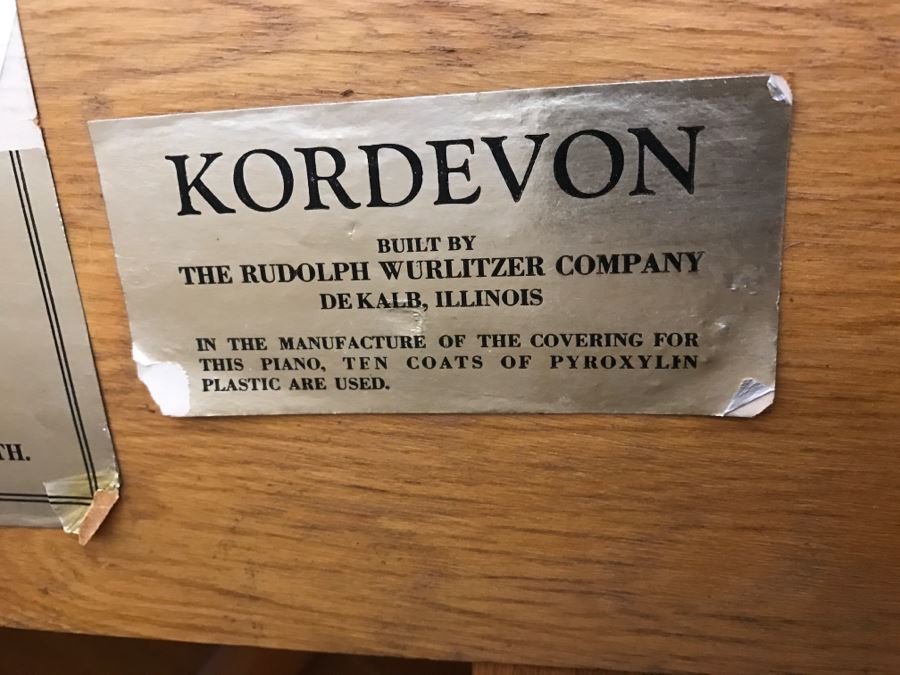 KORDEVON
BUILT BY
THE RUDOLPH WURLITZER COMPANY
DE KALB, ILLINOIS
IN THE MANUFACTURE OF THE COVERING FOR
THIS PIANO, TEN COATS OF PYROXYLIN
PLASTIC ARE USED.
TH.